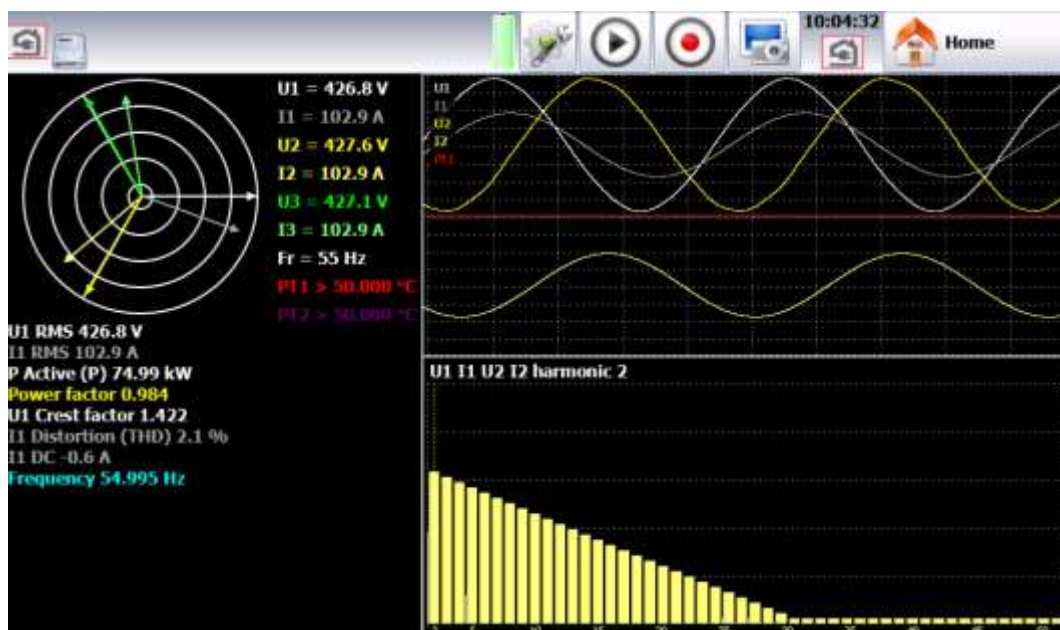 10:04:32
Home
U1 = 426.8 V
I1 = 102.9 A
U2 = 427.6 V
I2 = 102.9 A
U3 = 427.1 V
I3 = 102.9 A
Fr = 55 Hz
PT1 > 50.000 °C
PT2 > 50.000 °C
U1 RMS 426.8 V
I1 RMS 102.9 A
P Active (P) 74.99 kW
Power factor 0.984
U1 Crest factor 1.422
I1 Distortion (THD) 2.1 %
I1 DC -0.6 A
Frequency 54.995 Hz
U1
I1
U2
I2
PT1
U1 I1 U2 I2 harmonic 2